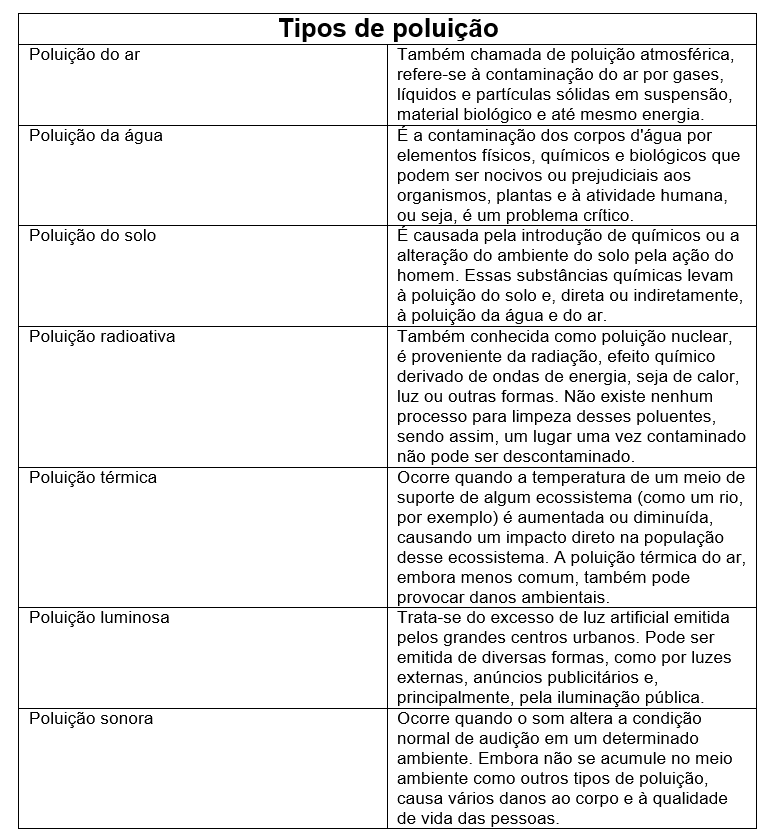 Tipos de poluição
Poluição do ar
Também chamada de poluição atmosférica,
refere-se à contaminação do ar por gases,
líquidos e partículas sólidas em suspensão,
material biológico e até mesmo energia.
Poluição da água
É a contaminação dos corpos d'água por
elementos físicos, químicos e biológicos que
podem ser nocivos ou prejudiciais aos
organismos, plantas e à atividade humana,
ou seja, é um problema crítico.
Poluição do solo
É causada pela introdução de químicos ou a
alteração do ambiente do solo pela ação do
homem. Essas substâncias químicas levam
à poluição do solo e, direta ou indiretamente,
à poluição da água e do ar.
Poluição radioativa
Também conhecida como poluição nuclear,
é proveniente da radiação, efeito químico
derivado de ondas de energia, seja de calor,
luz ou outras formas. Não existe nenhum
processo para limpeza desses poluentes,
sendo assim, um lugar uma vez contaminado
não pode ser descontaminado.
Poluição térmica
Ocorre quando a temperatura de um meio de
suporte de algum ecossistema (como um rio,
por exemplo) é aumentada ou diminuída,
causando um impacto direto na população
desse ecossistema. A poluição térmica do ar,
embora menos comum, também pode
provocar danos ambientais.
Poluição luminosa
Trata-se do excesso de luz artificial emitida
pelos grandes centros urbanos. Pode ser
emitida de diversas formas, como por luzes
externas, anúncios publicitários e,
principalmente, pela iluminação pública.
Poluição sonora
Ocorre quando o som altera a condição
normal de audição em um determinado
ambiente. Embora não se acumule no meio
ambiente como outros tipos de poluição,
causa vários danos ao corpo e à qualidade
de vida das pessoas.